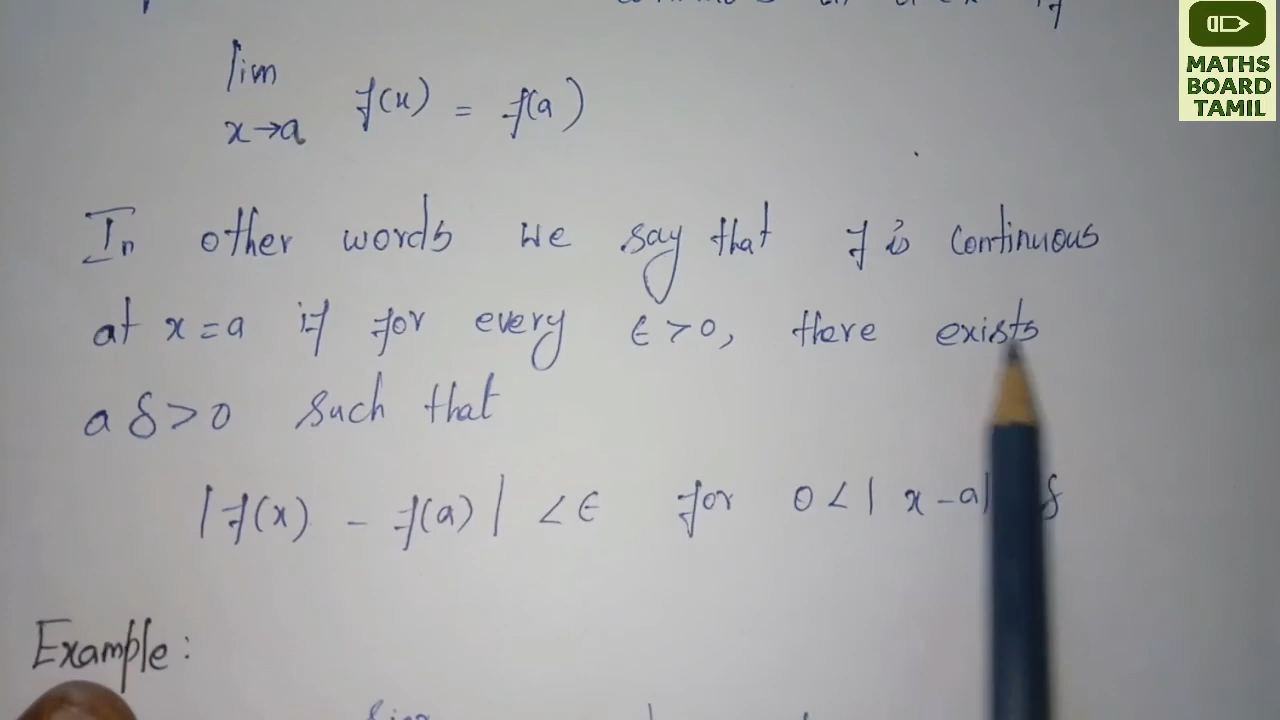 lim
x→a f(x) = f(a)
In other words we say that f is continuous
at x=a if for every ϵ>0, there exists
a δ>0 such that
|f(x) - f(a)| <ϵ for 0<|x-a| δ
Example:
lim
MATHS
BOARD
TAMIL